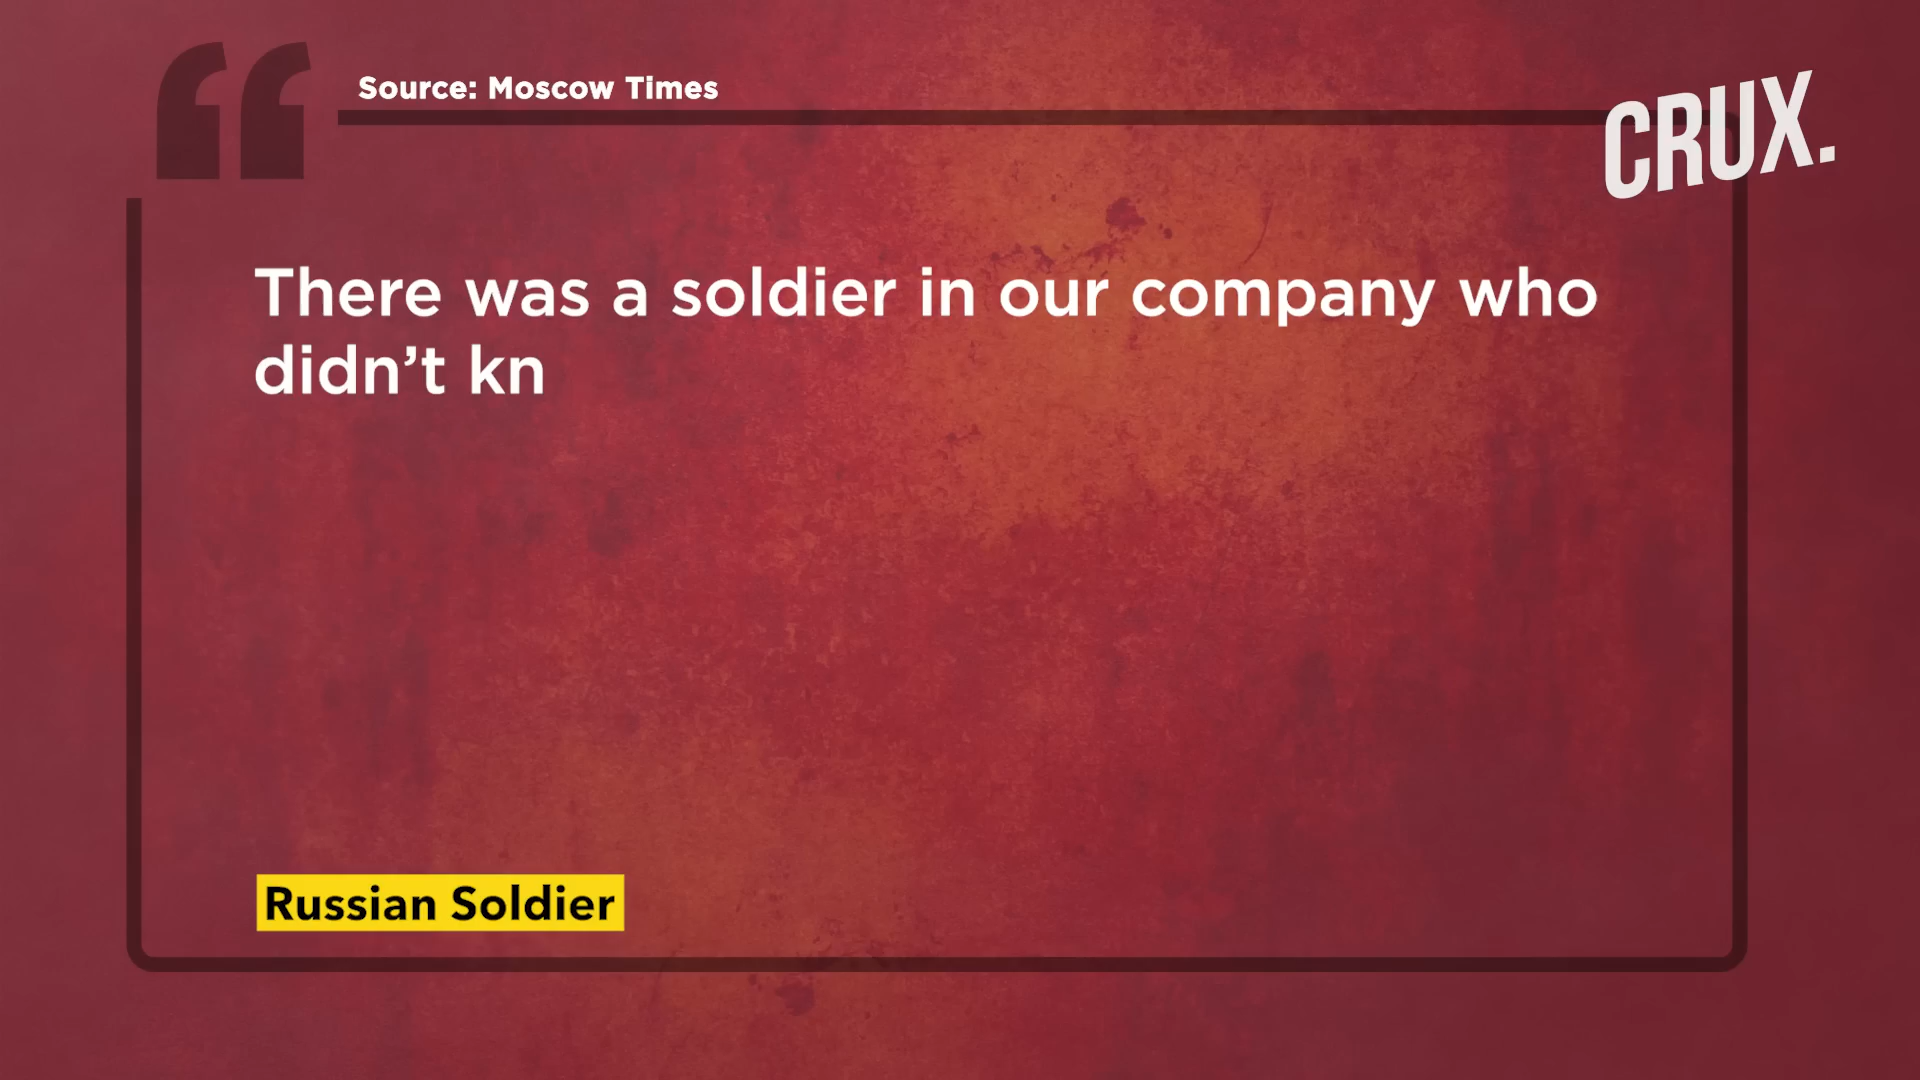 Source: Moscow Times
CRUX.
There was a soldier in our company who
didn’t kn
Russian Soldier